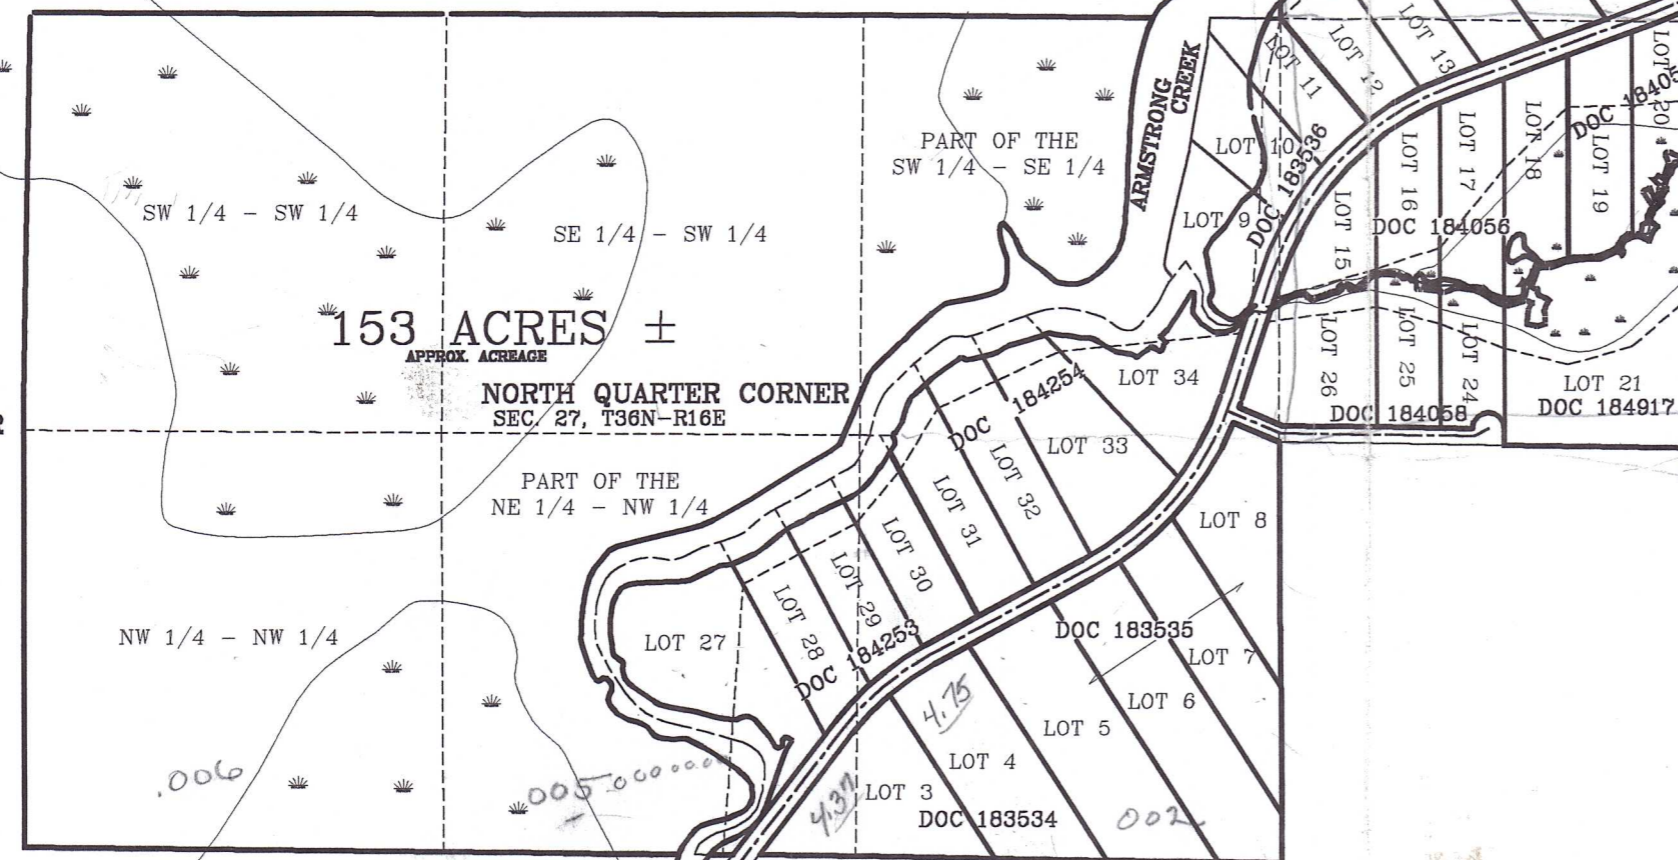 LOT 13
LOT 12
LOT 11
LOT 20
DOC 18405
ARMSTRONG
CREEK
PART OF THE
SW 1/4 - SE 1/4
LOT 10
DOC 183536
LOT 16
LOT 17
LOT 18
LOT 19
SW 1/4 - SW 1/4
SE 1/4 - SW 1/4
LOT 9
LOT 15
DOC 184056
153 ACRES ±
APPROX. ACREAGE
NORTH QUARTER CORNER
SEC. 27, T36N-R16E
LOT 34
DOC 184254
LOT 26
LOT 25
LOT 24
LOT 21
DOC 184058
DOC 184917
LOT 33
LOT 32
PART OF THE
NE 1/4 - NW 1/4
LOT 31
LOT 8
LOT 30
LOT 29
LOT 28
NW 1/4 - NW 1/4
LOT 27
DOC 184253
DOC 183535
LOT 7
LOT 6
4.75
LOT 5
LOT 4
.006
005
4.37
LOT 3
DOC 183534
002